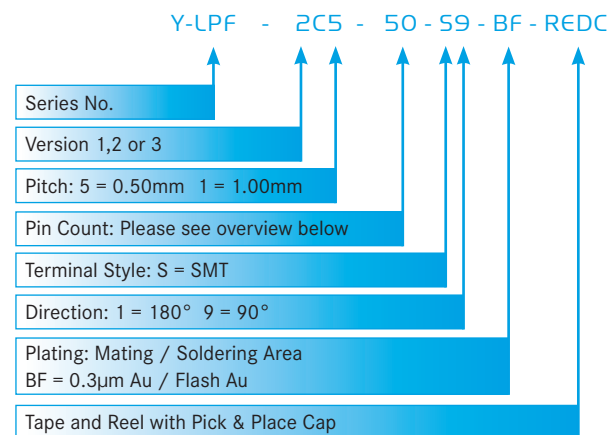 Y-LPF - 2C5 - 50 - S9 - BF - REDC
Series No.
Version 1,2 or 3
Pitch: 5 = 0.50mm 1 = 1.00mm
Pin Count: Please see overview below
Terminal Style: S = SMT
Direction: 1 = 180° 9 = 90°
Plating: Mating / Soldering Area
BF = 0.3µm Au / Flash Au
Tape and Reel with Pick & Place Cap